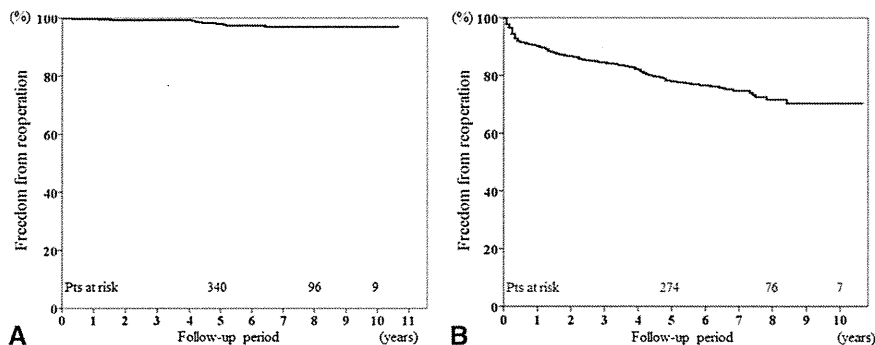 (%)
100
80
60
40
20
0
Freedom from reoperation
Pts at risk 340 96 9
0 1 2 3 4 5 6 7 8 9 10 11
Follow-up period (years)
A
(%)
100
80
60
40
20
0
Freedom from reoperation
Pts at risk 274 76 7
0 1 2 3 4 5 6 7 8 9 10
Follow-up period (years)
B